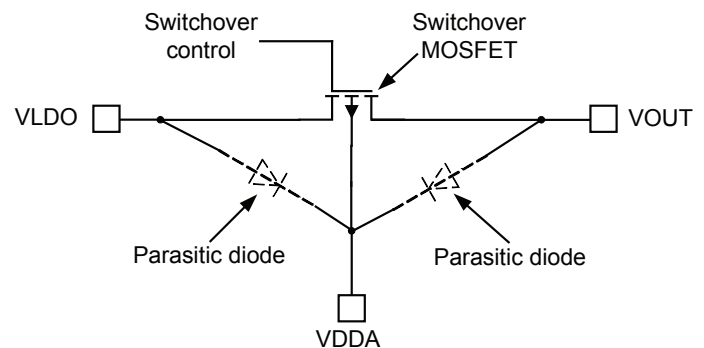 Switchover
control
Switchover
MOSFET
VLDO
VOUT
Parasitic diode
Parasitic diode
VDDA